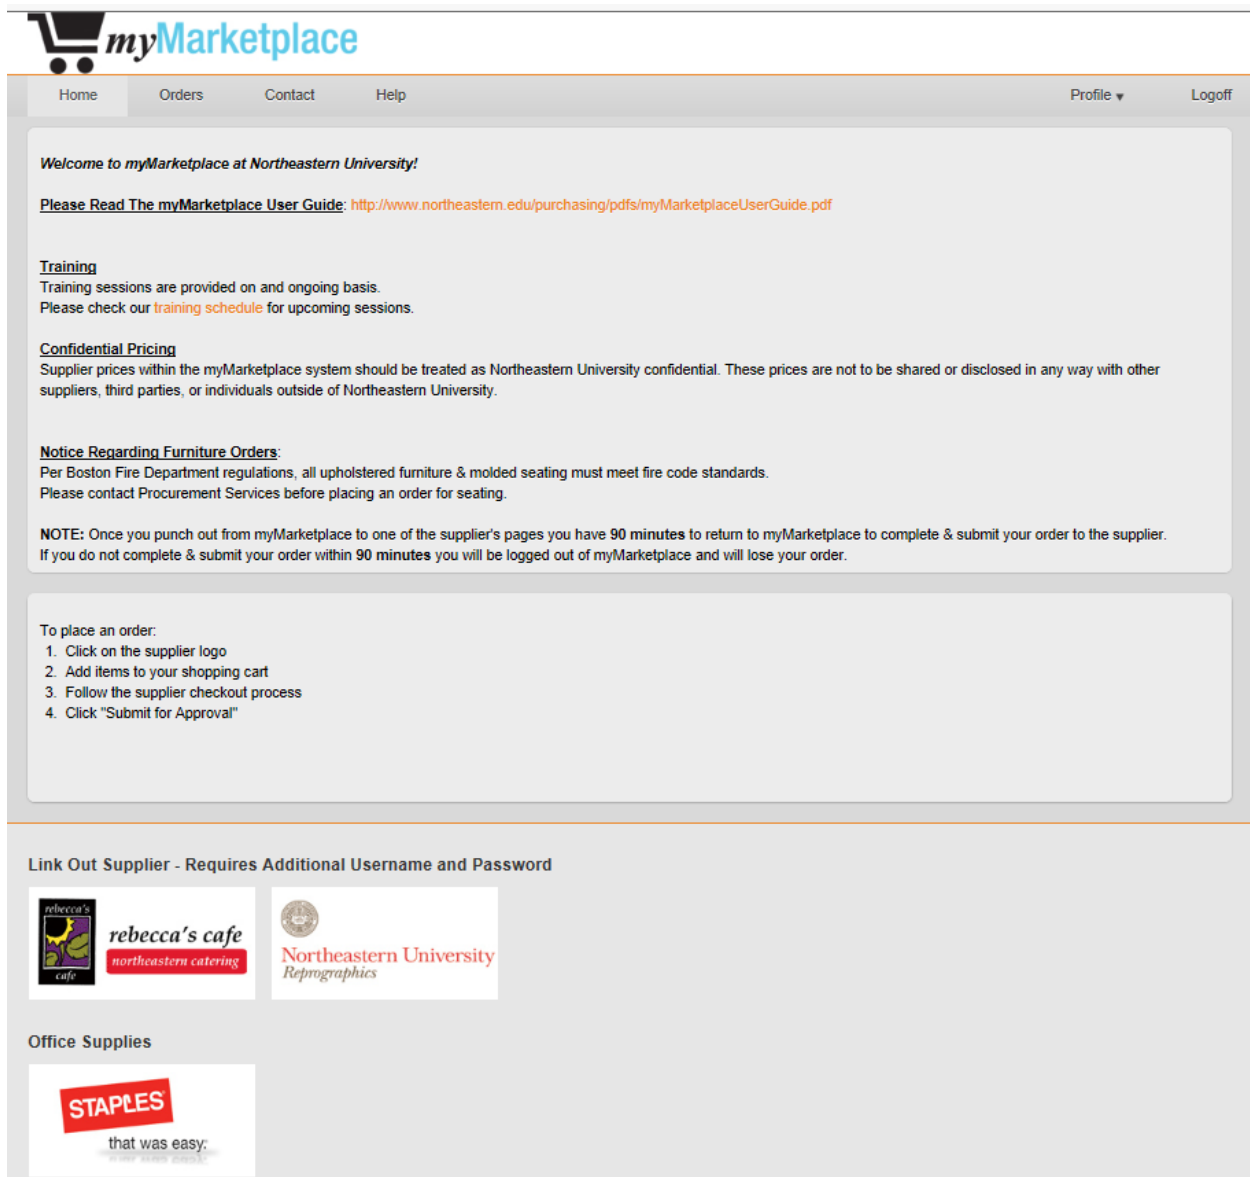 myMarketplace
Home Orders Contact Help Profile Logoff
Welcome to myMarketplace at Northeastern University!
Please Read The myMarketplace User Guide: http://www.northeastern.edu/purchasing/pdfs/myMarketplaceUserGuide.pdf
Training
Training sessions are provided on and ongoing basis.
Please check our training schedule for upcoming sessions.
Confidential Pricing
Supplier prices within the myMarketplace system should be treated as Northeastern University confidential. These prices are not to be shared or disclosed in any way with other
suppliers, third parties, or individuals outside of Northeastern University.
Notice Regarding Furniture Orders:
Per Boston Fire Department regulations, all upholstered furniture & molded seating must meet fire code standards.
Please contact Procurement Services before placing an order for seating.
NOTE: Once you punch out from myMarketplace to one of the supplier's pages you have 90 minutes to return to myMarketplace to complete & submit your order to the supplier.
If you do not complete & submit your order within 90 minutes you will be logged out of myMarketplace and will lose your order.
To place an order:
1. Click on the supplier logo
2. Add items to your shopping cart
3. Follow the supplier checkout process
4. Click "Submit for Approval"
Link Out Supplier - Requires Additional Username and Password
rebecca's
cafe
rebecca's cafe
northeastern catering
Northeastern University
Reprographics
Office Supplies
STAPLES
that was easy.